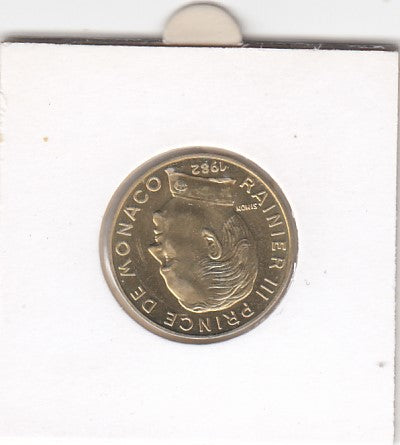 RAINIER III PRINCE DE MONACO
SIMON
1982